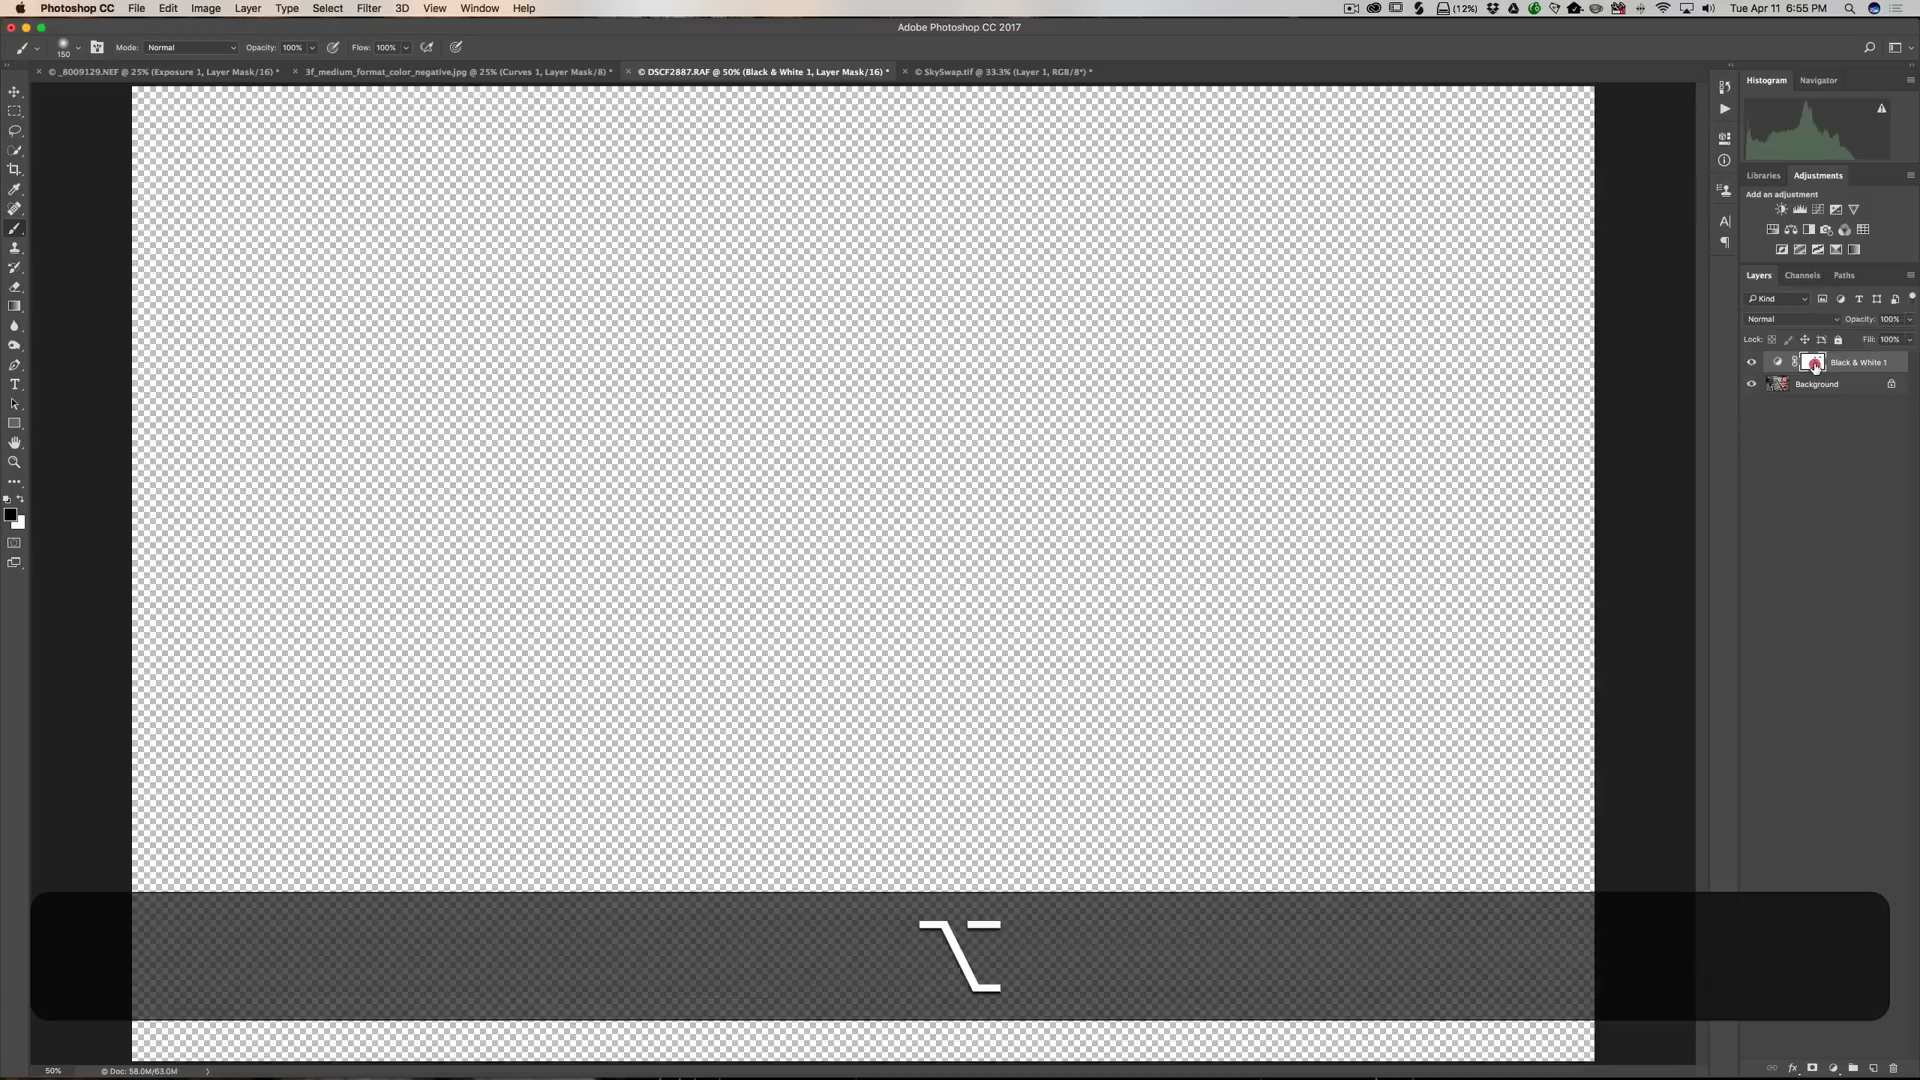 Photoshop CC File Edit Image Layer Type Select Filter 3D View Window Help (12%) Tue Apr 11 6:55 PM
Adobe Photoshop CC 2017
150 Mode: Normal Opacity: 100% Flow: 100%
© _8009129.NEF @ 25% (Exposure 1, Layer Mask/16) * 3f_medium_format_color_negative.jpg @ 25% (Curves 1, Layer Mask/8) * © DSCF2887.RAF @ 50% (Black & White 1, Layer Mask/16) * © SkySwap.tif @ 33.3% (Layer 1, RGB/8*) *
Histogram Navigator
Libraries Adjustments
Add an adjustment
Layers Channels Paths
Kind
Normal Opacity: 100%
Lock: Fill: 100%
Black & White 1
Background
50% © Doc: 58.0M/63.0M